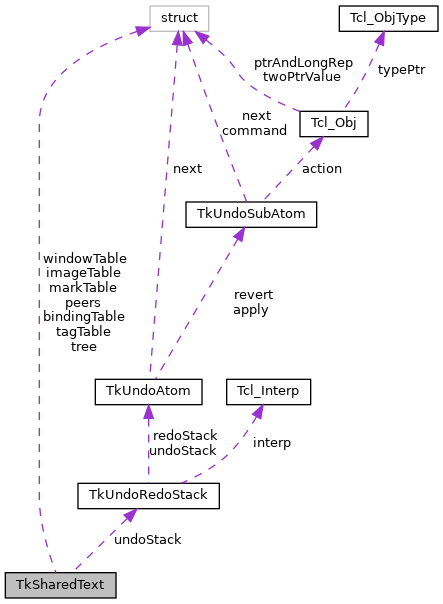 struct
Tcl_ObjType
ptrAndLongRep
twoPtrValue
typePtr
Tcl_Obj
next
command
next
action
TkUndoSubAtom
windowTable
imageTable
markTable
peers
bindingTable
tagTable
tree
revert
apply
TkUndoAtom
Tcl_Interp
redoStack
undoStack
interp
TkUndoRedoStack
undoStack
TkSharedText